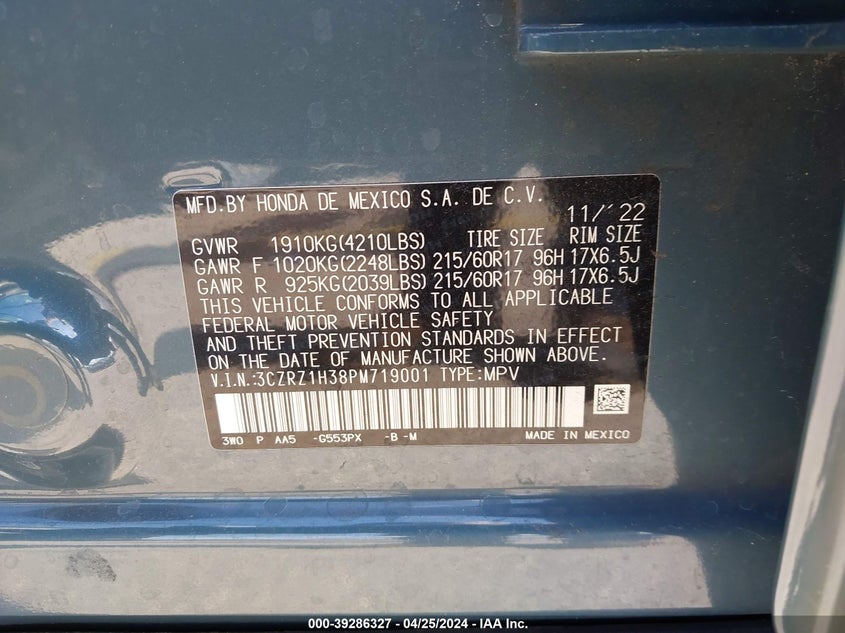 MFD.BY HONDA DE MEXICO S.A. DE C.V. 11/'22
GVWR 1910KG(4210LBS) TIRE SIZE RIM SIZE
GAWR F 1020KG(2248LBS) 215/60R17 96H 17X6.5J
GAWR R 925KG(2039LBS) 215/60R17 96H 17X6.5J
THIS VEHICLE CONFORMS TO ALL APPLICABLE
FEDERAL MOTOR VEHICLE SAFETY
AND THEFT PREVENTION STANDARDS IN EFFECT
ON THE DATE OF MANUFACTURE SHOWN ABOVE.
V.I.N.:3CZRZ1H38PM719001 TYPE:MPV
3W0 P AA5 -G553PX -B -M MADE IN MEXICO
000-39286327 - 04/25/2024 - IAA Inc.